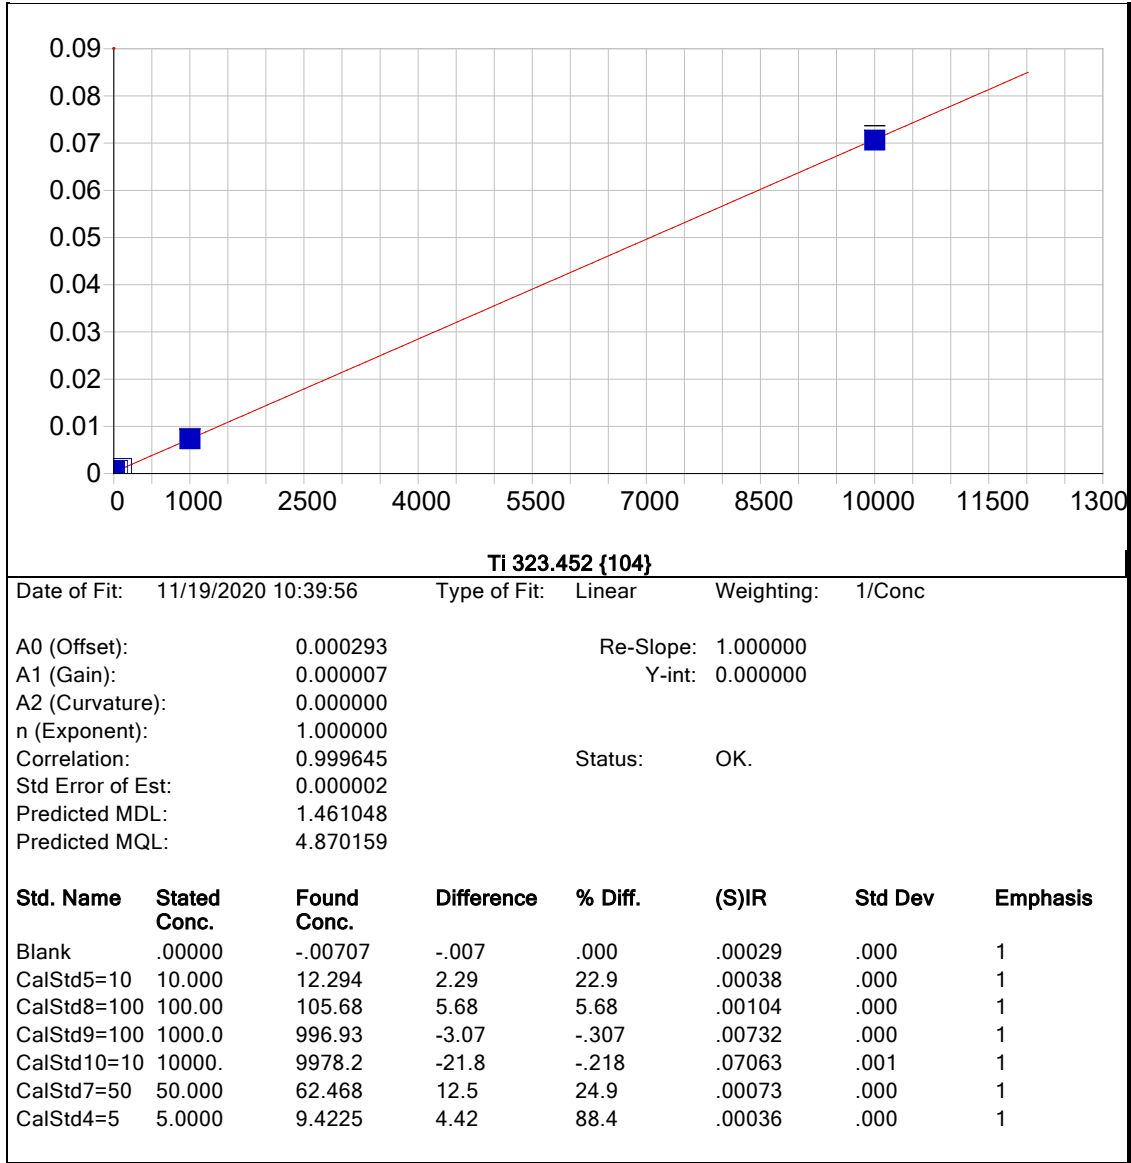 0.09
0.08
0.07
0.06
0.05
0.04
0.03
0.02
0.01
0
0 1000 2500 4000 5500 7000 8500 10000 11500 1300
Ti 323.452 {104}
Date of Fit: 11/19/2020 10:39:56 Type of Fit: Linear Weighting: 1/Conc
A0 (Offset): 0.000293 Re-Slope: 1.000000
A1 (Gain): 0.000007 Y-int: 0.000000
A2 (Curvature): 0.000000
n (Exponent): 1.000000
Correlation: 0.999645 Status: OK.
Std Error of Est: 0.000002
Predicted MDL: 1.461048
Predicted MQL: 4.870159
Std. Name Stated Found Difference % Diff. (S)IR Std Dev Emphasis
Conc. Conc.
Blank .00000 -.00707 -.007 .000 .00029 .000 1
CalStd5=10 10.000 12.294 2.29 22.9 .00038 .000 1
CalStd8=100 100.00 105.68 5.68 5.68 .00104 .000 1
CalStd9=100 1000.0 996.93 -3.07 -.307 .00732 .000 1
CalStd10=10 10000. 9978.2 -21.8 -.218 .07063 .001 1
CalStd7=50 50.000 62.468 12.5 24.9 .00073 .000 1
CalStd4=5 5.0000 9.4225 4.42 88.4 .00036 .000 1